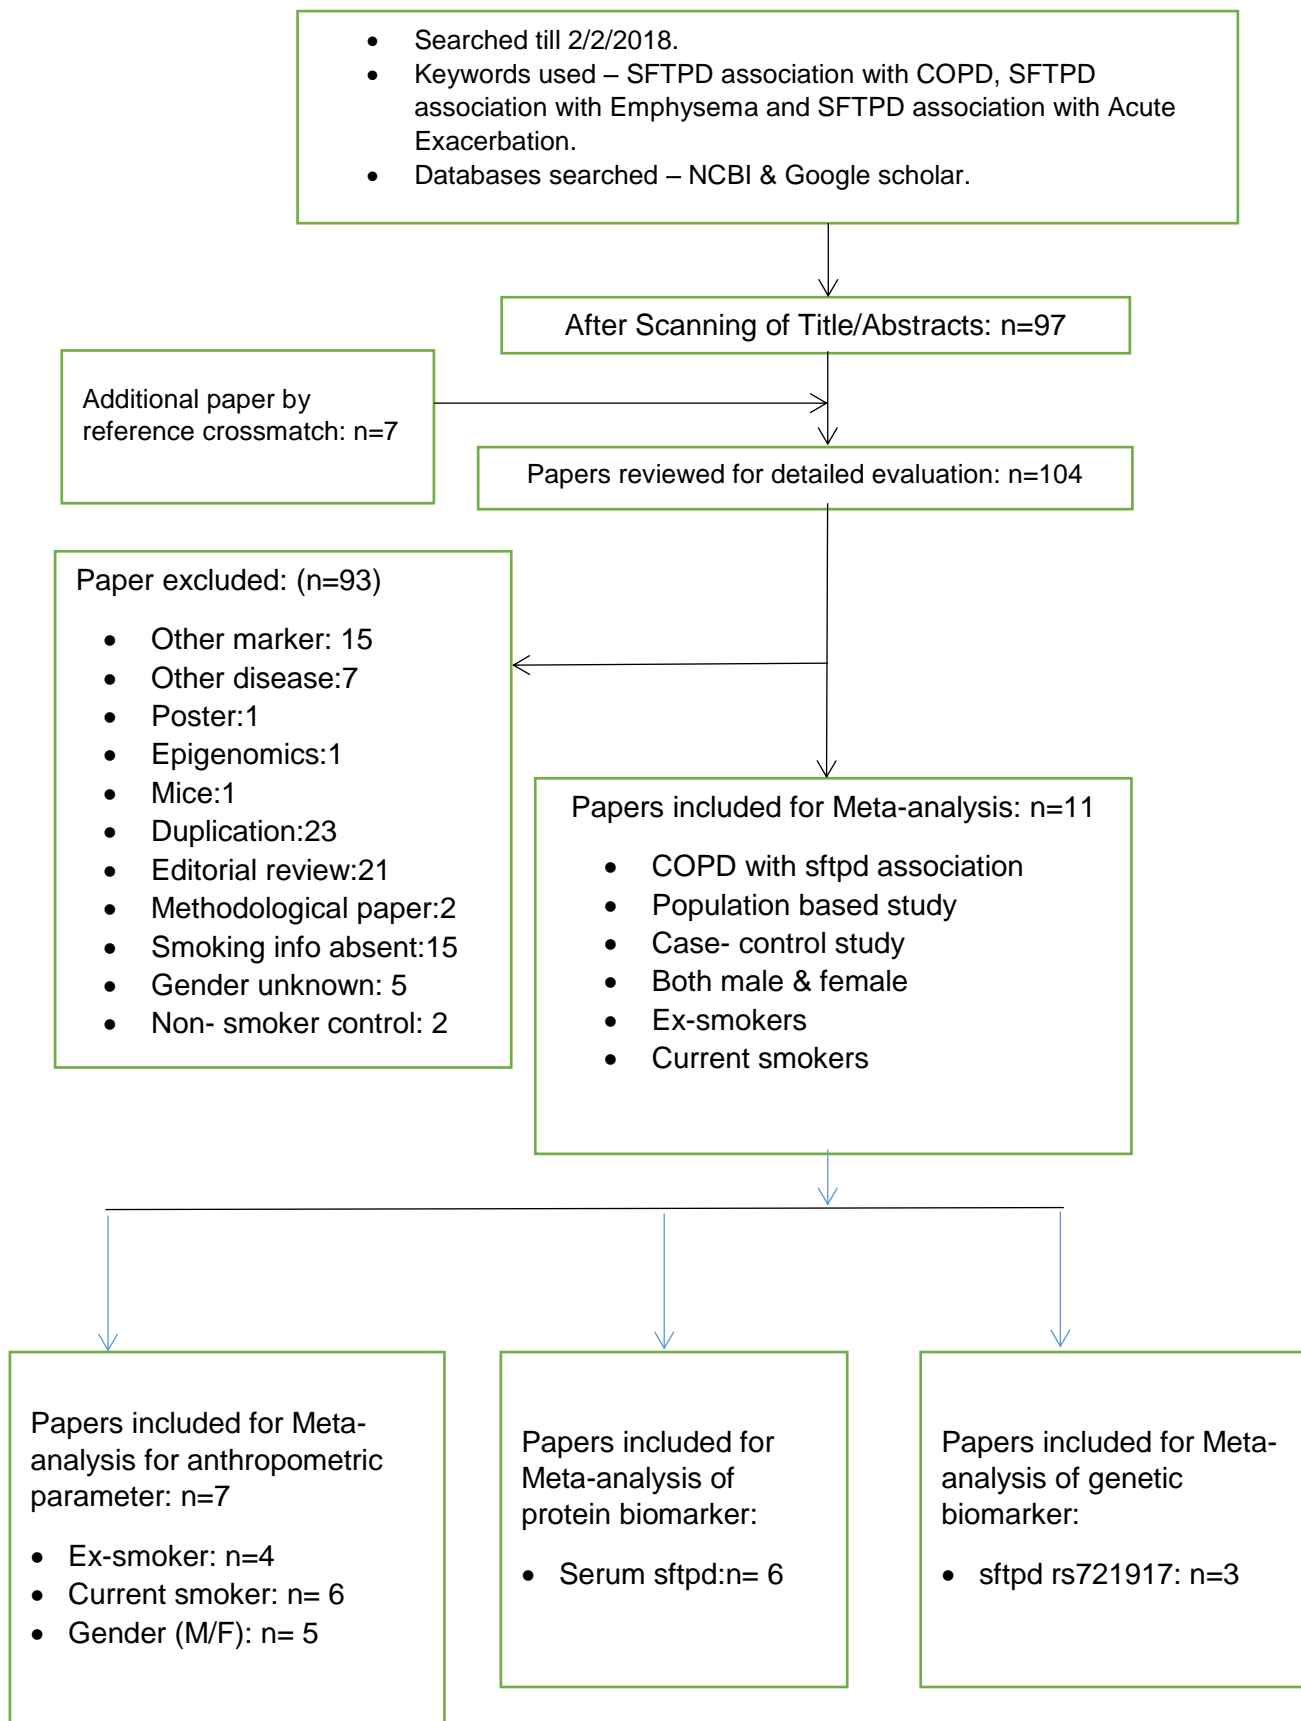 • Searched till 2/2/2018.
• Keywords used – SFTPD association with COPD, SFTPD
association with Emphysema and SFTPD association with Acute
Exacerbation.
• Databases searched – NCBI & Google scholar.
After Scanning of Title/Abstracts: n=97
Additional paper by
reference crossmatch: n=7
Papers reviewed for detailed evaluation: n=104
Paper excluded: (n=93)
• Other marker: 15
• Other disease:7
• Poster:1
• Epigenomics:1
• Mice:1
• Duplication:23
• Editorial review:21
• Methodological paper:2
• Smoking info absent:15
• Gender unknown: 5
• Non- smoker control: 2
Papers included for Meta-analysis: n=11
• COPD with sftpd association
• Population based study
• Case- control study
• Both male & female
• Ex-smokers
• Current smokers
Papers included for Meta-
analysis for anthropometric
parameter: n=7
• Ex-smoker: n=4
• Current smoker: n= 6
• Gender (M/F): n= 5
Papers included for
Meta-analysis of
protein biomarker:
• Serum sftpd:n= 6
Papers included for Meta-
analysis of genetic
biomarker:
• sftpd rs721917: n=3